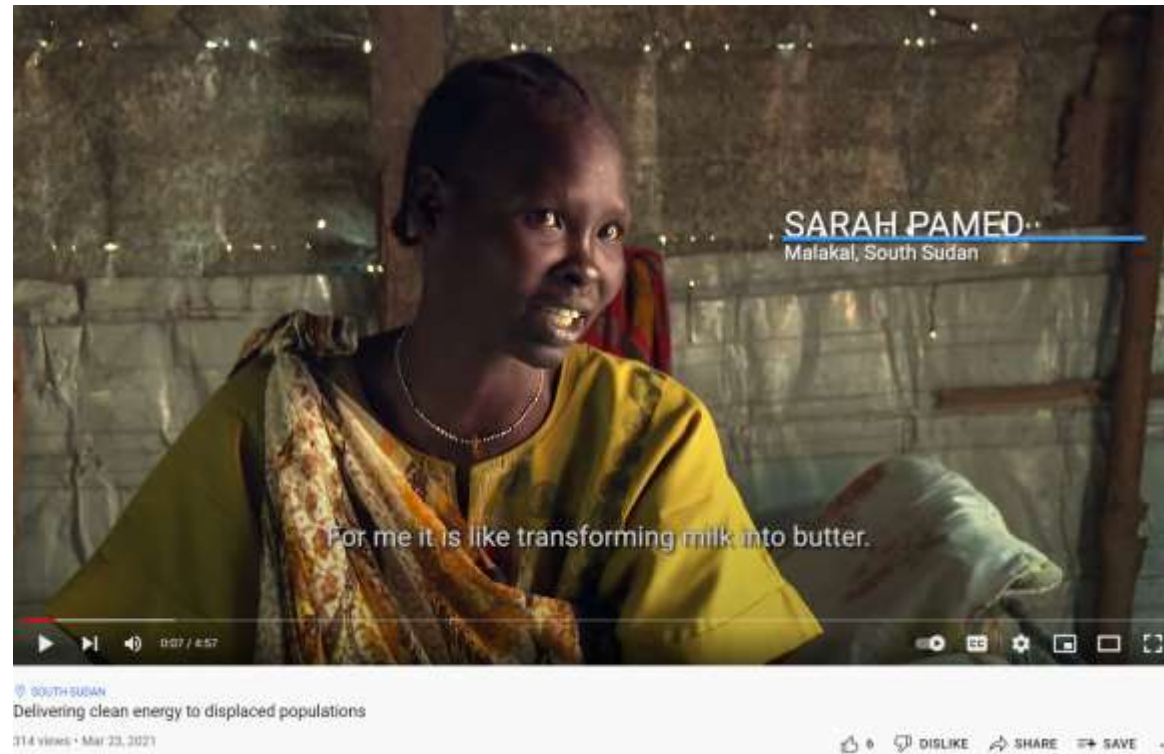 SARAH PAMED
Malakal, South Sudan
For me it is like transforming milk into butter.
0:07 / 4:57
CC
SOUTH SUDAN
Delivering clean energy to displaced populations
314 views • Mar 23, 2021
6 DISLIKE SHARE SAVE